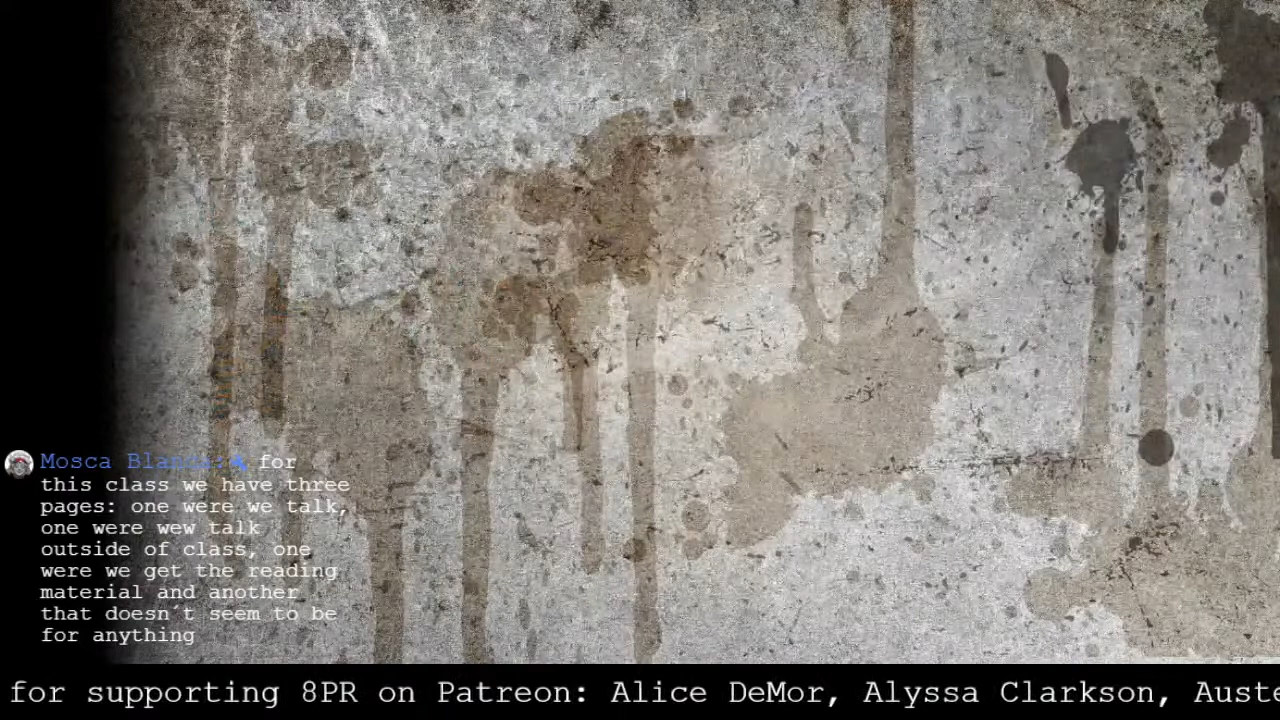 Mosca Blanca: for
this class we have three
pages: one were we talk,
one were wew talk
outside of class, one
were we get the reading
material and another
that doesn´t seem to be
for anything
for supporting 8PR on Patreon: Alice DeMor, Alyssa Clarkson, Auste